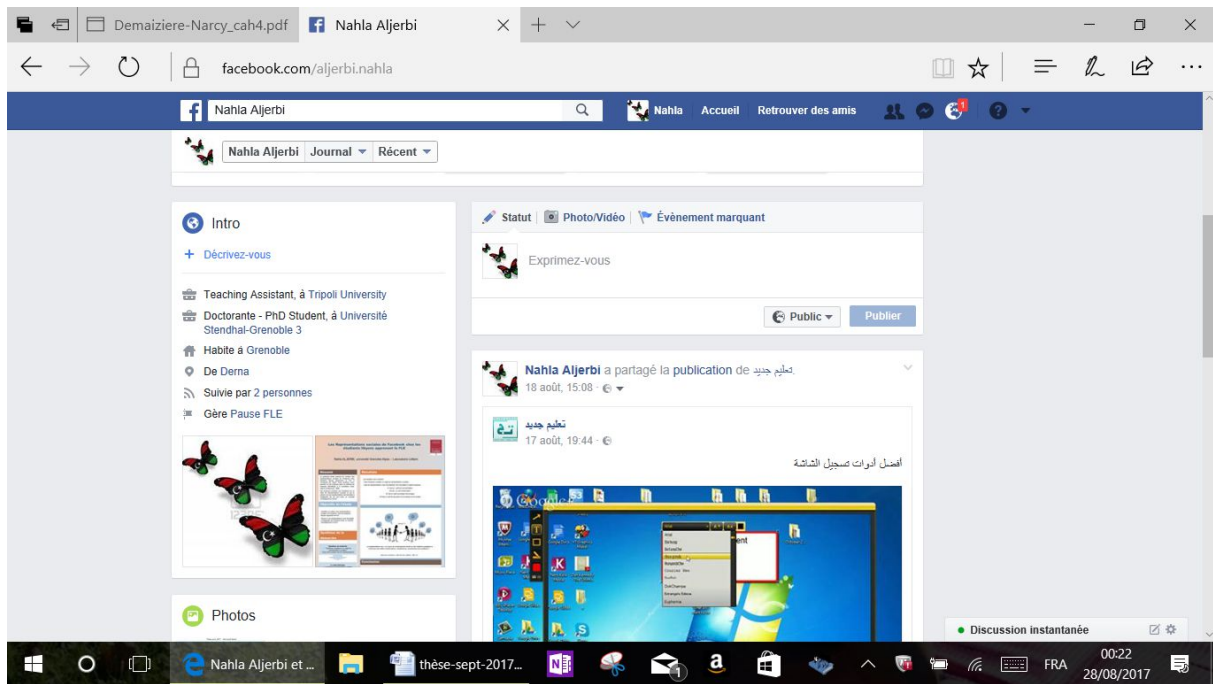 Demaiziere-Narcy_cah4.pdf
Nahla Aljerbi
facebook.com/aljerbi.nahla
Nahla Aljerbi
Nahla Accueil Retrouver des amis
1
Nahla Aljerbi Journal Récent
Intro
Décrivez-vous
Teaching Assistant, à Tripoli University
Doctorante - PhD Student, à Université
Stendhal-Grenoble 3
Habite à Grenoble
De Derna
Suivie par 2 personnes
Gère Pause FLE
Photos
Statut Photo/Vidéo Évènement marquant
Exprimez-vous
Public Publier
Nahla Aljerbi a partagé la publication de تعليم جديد.
18 août, 15:08
تعليم جديد
17 août, 19:44
أفضل أدوات تسجيل الشاشة
Google
Discussion instantanée
Nahla Aljerbi et ...
thèse-sept-2017...
1
FRA
00:22
28/08/2017